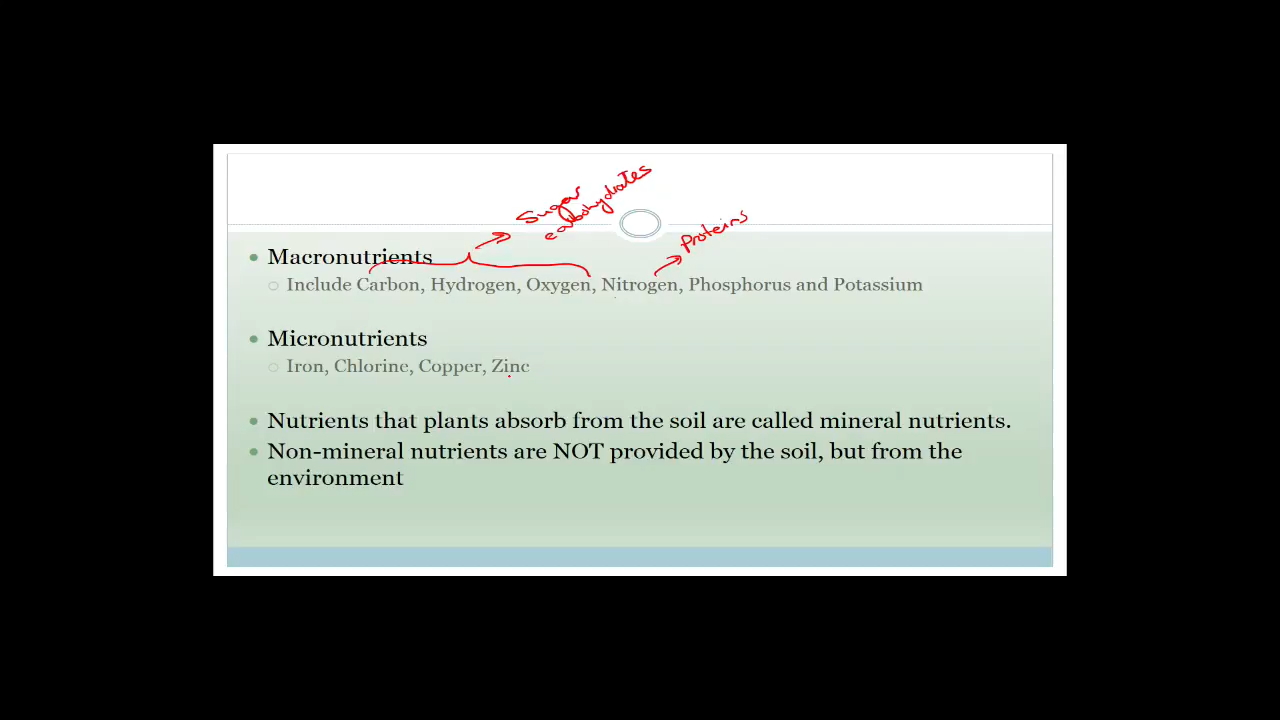 Sugar
carbohydrates
Proteins
Macronutrients
Include Carbon, Hydrogen, Oxygen, Nitrogen, Phosphorus and Potassium
Micronutrients
Iron, Chlorine, Copper, Zinc
Nutrients that plants absorb from the soil are called mineral nutrients.
Non-mineral nutrients are NOT provided by the soil, but from the
environment